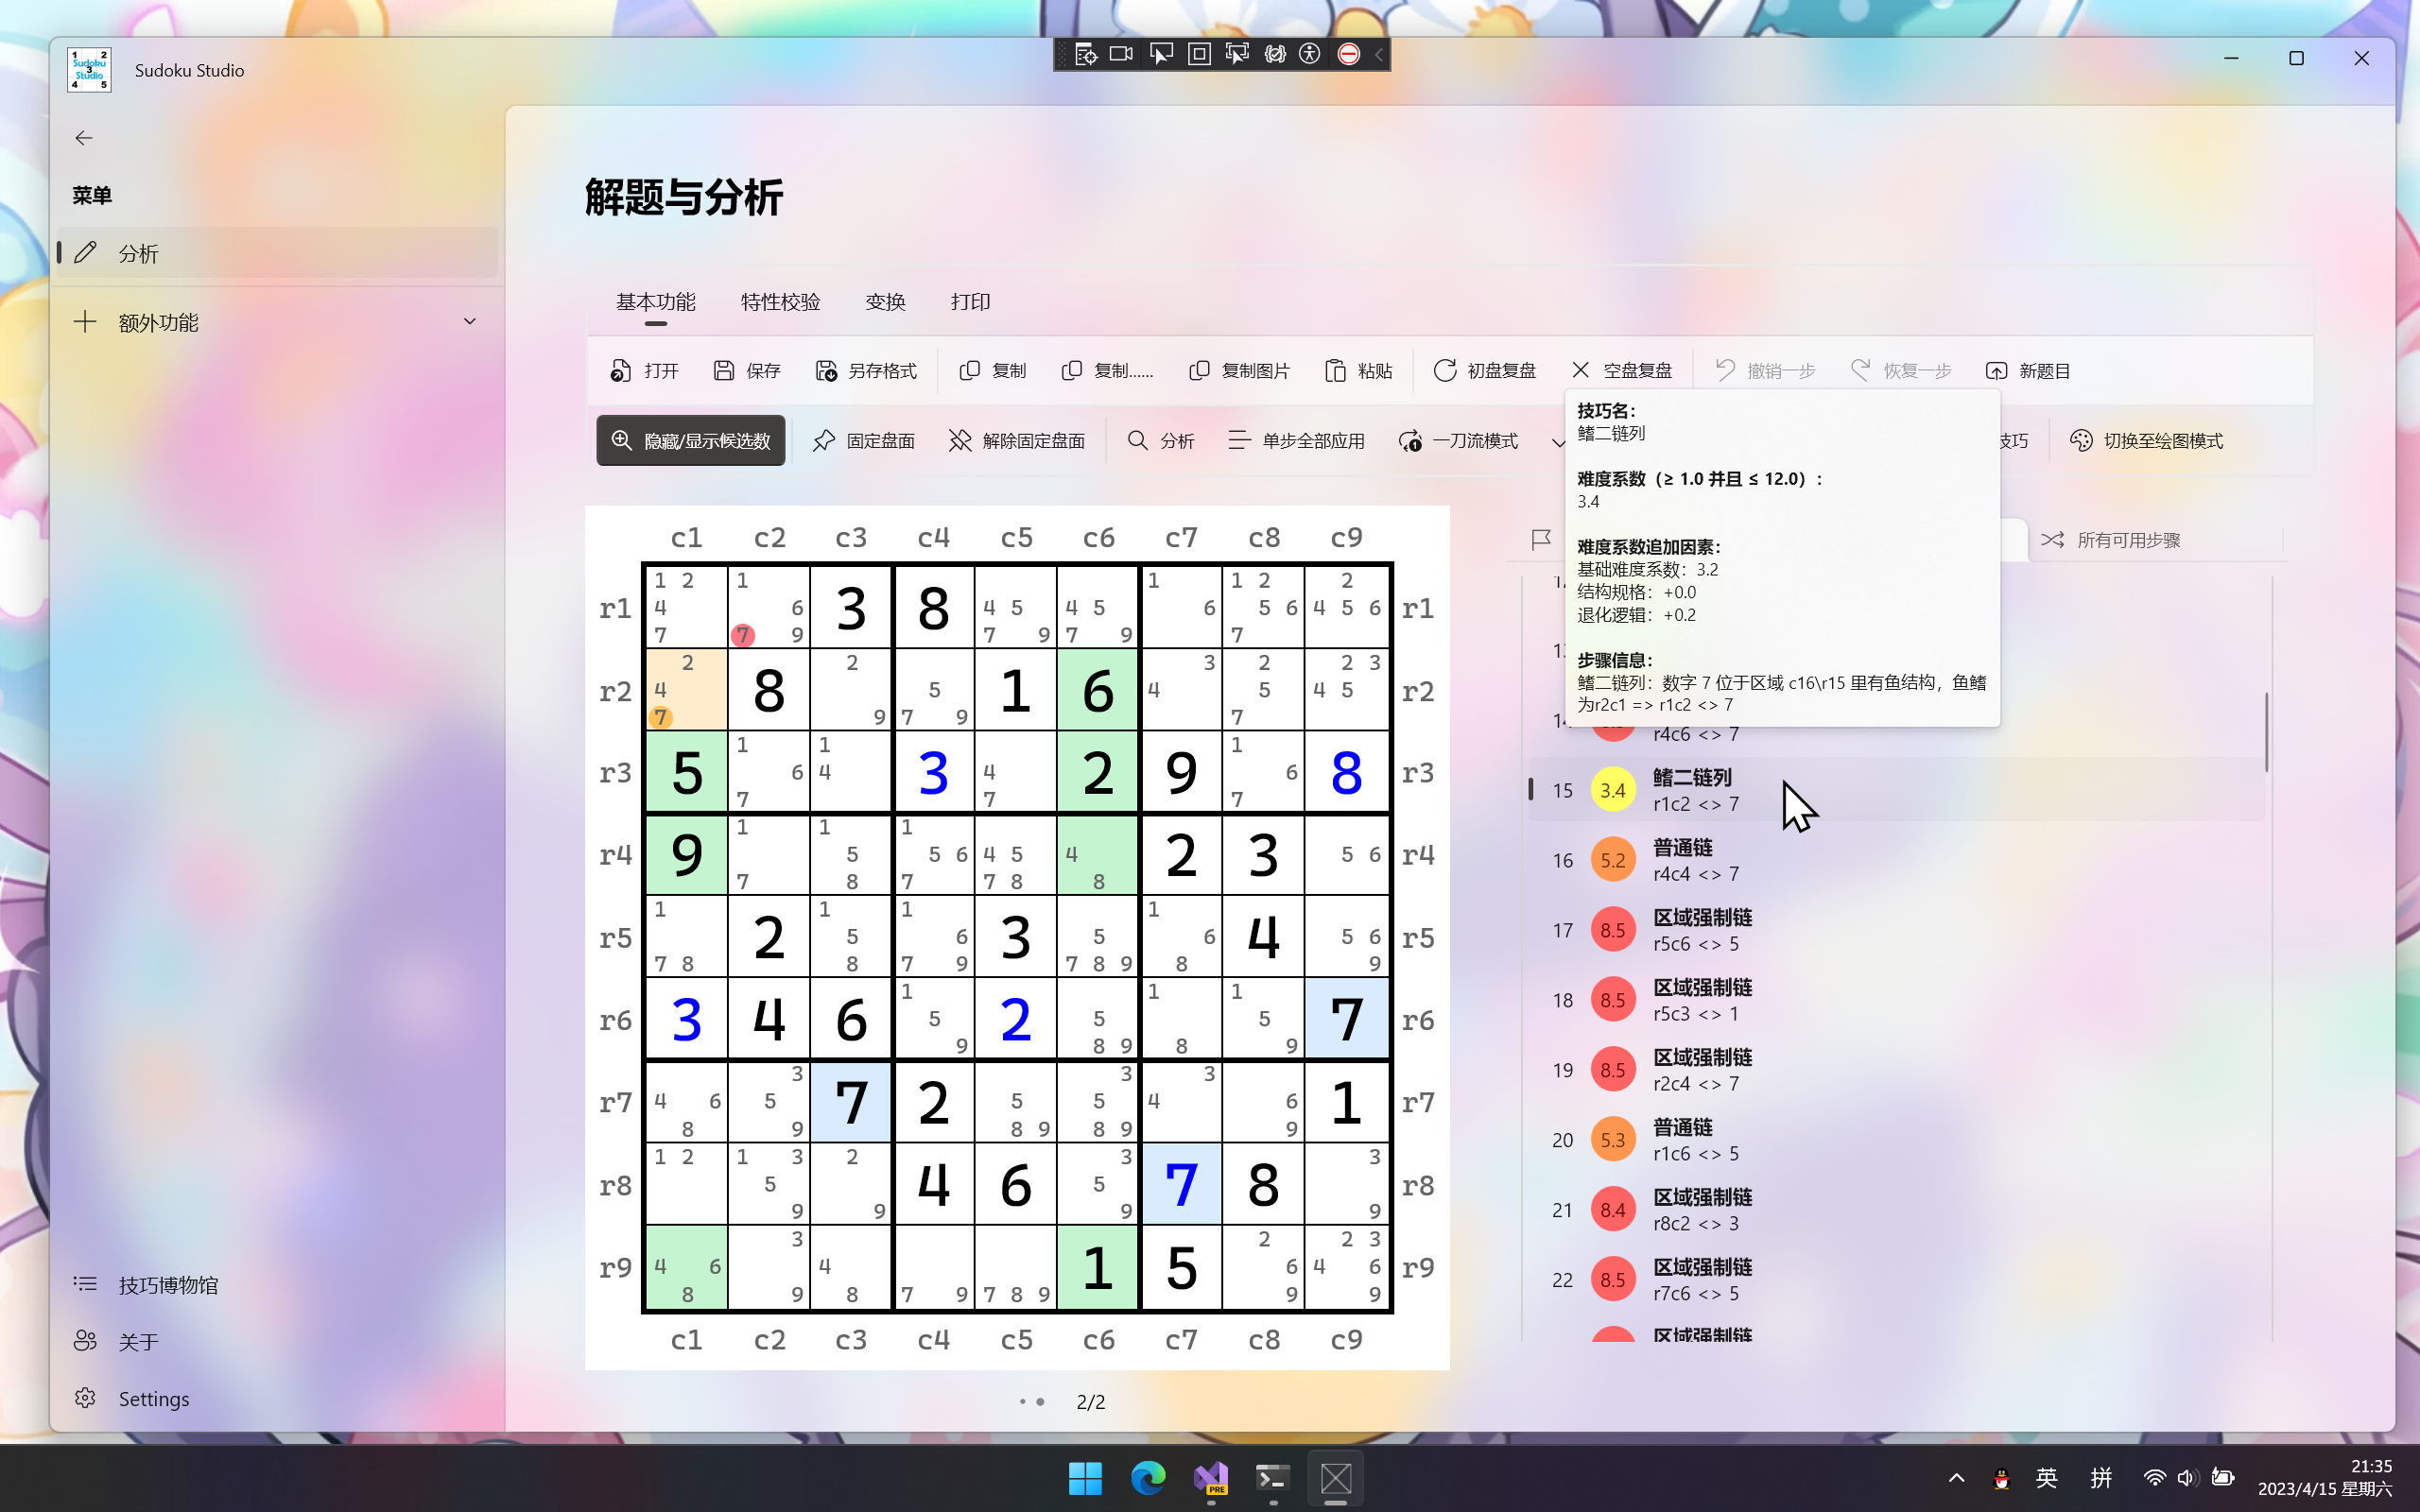 Sudoku Studio
菜单
分析
额外功能
技巧博物馆
关于
Settings
解题与分析
基本功能 特性校验 变换 打印
打开 保存 另存格式 复制 复制...... 复制图片 粘贴 初盘复盘 空盘复盘 撤销一步 恢复一步 新题目
隐藏/显示候选数 固定盘面 解除固定盘面 分析 单步全部应用 一刀流模式 技巧 切换至绘图模式
技巧名：
鳍二链列
难度系数（≥ 1.0 并且 ≤ 12.0）：
3.4
难度系数追加因素：
基础难度系数：3.2
结构规格：+0.0
退化逻辑：+0.2
步骤信息：
鳍二链列：数字 7 位于区域 c16\r15 里有鱼结构，鱼鳍
为r2c1 => r1c2 <> 7
所有可用步骤
c1 c2 c3 c4 c5 c6 c7 c8 c9
r1 1 2 4 7 1 6 7 9 3 8 4 5 7 9 4 5 7 9 1 6 1 2 5 6 7 2 4 5 6 r1
r2 2 4 7 8 2 9 5 7 9 1 6 3 4 2 5 7 2 3 4 5 r2
r3 5 1 6 7 1 4 3 4 7 2 9 1 6 7 8 r3
r4 9 1 7 1 5 8 1 5 6 7 4 5 7 8 4 8 2 3 5 6 r4
r5 1 7 8 2 1 5 8 1 6 7 9 3 5 7 8 9 1 6 8 4 5 6 9 r5
r6 3 4 6 1 5 9 2 5 8 9 1 8 1 5 9 7 r6
r7 4 6 8 3 5 9 7 2 5 8 9 3 5 8 9 3 4 6 9 1 r7
r8 1 2 1 3 5 9 2 9 4 6 3 5 9 7 8 3 9 r8
r9 4 6 8 3 9 4 8 7 9 7 8 9 1 5 2 6 9 2 3 4 6 9 r9
c1 c2 c3 c4 c5 c6 c7 c8 c9
2/2
r4c6 <> 7
15 3.4 鳍二链列
r1c2 <> 7
16 5.2 普通链
r4c4 <> 7
17 8.5 区域强制链
r5c6 <> 5
18 8.5 区域强制链
r5c3 <> 1
19 8.5 区域强制链
r2c4 <> 7
20 5.3 普通链
r1c6 <> 5
21 8.4 区域强制链
r8c2 <> 3
22 8.5 区域强制链
r7c6 <> 5
区域强制链
英 拼
21:35
2023/4/15 星期六